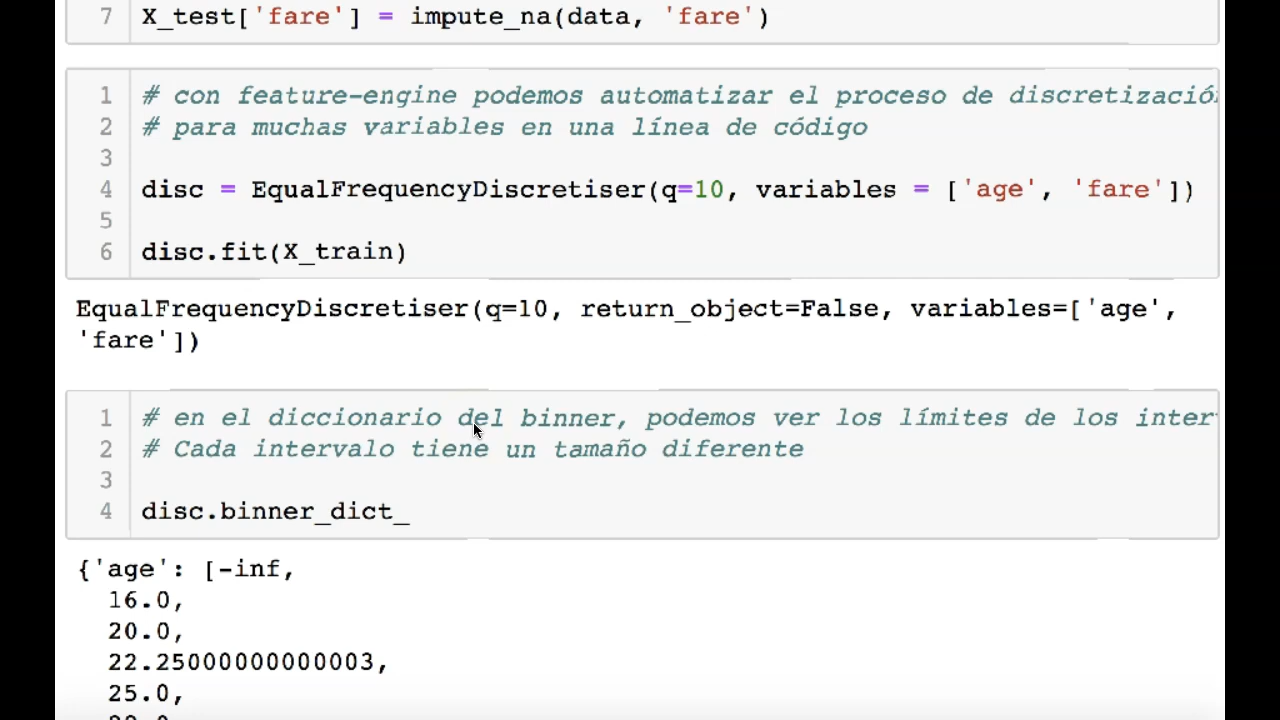 7 X_test['fare'] = impute_na(data, 'fare')
1 # con feature-engine podemos automatizar el proceso de discretizació
2 # para muchas variables en una línea de código
3
4 disc = EqualFrequencyDiscretiser(q=10, variables = ['age', 'fare'])
5
6 disc.fit(X_train)
EqualFrequencyDiscretiser(q=10, return_object=False, variables=['age',
'fare'])
1 # en el diccionario del binner, podemos ver los límites de los inter
2 # Cada intervalo tiene un tamaño diferente
3
4 disc.binner_dict_
{'age': [-inf,
16.0,
20.0,
22.25000000000003,
25.0,